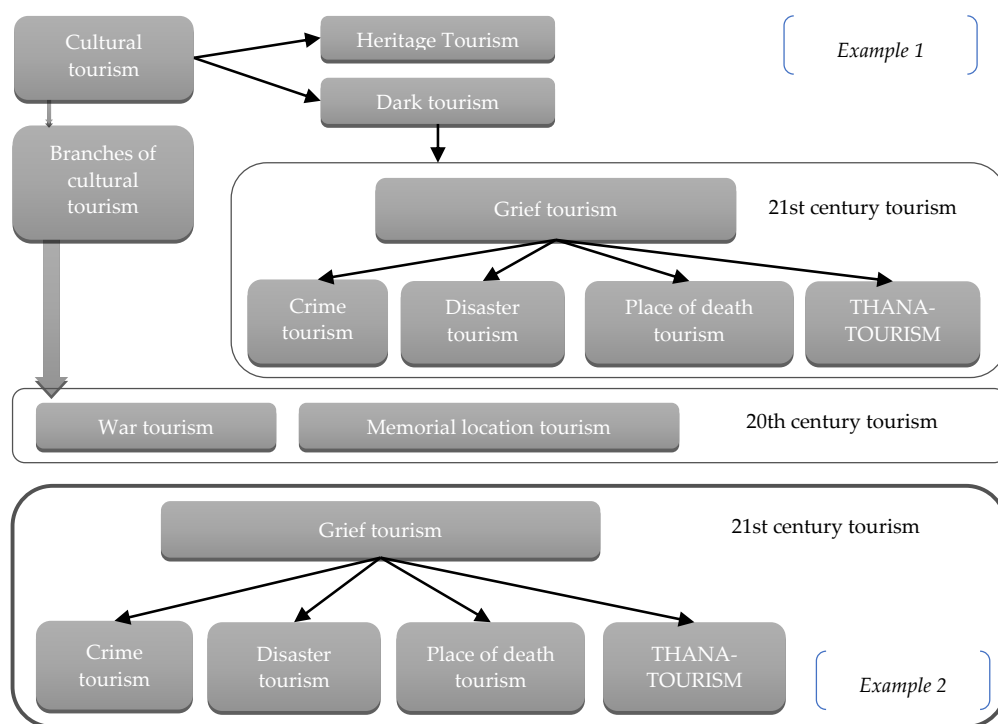 Cultural
tourism
Heritage Tourism
Example 1
Dark tourism
Branches of
cultural
tourism
Grief tourism
21st century tourism
Crime
tourism
Disaster
tourism
Place of death
tourism
THANA-
TOURISM
War tourism
Memorial location tourism
20th century tourism
Grief tourism
21st century tourism
Crime
tourism
Disaster
tourism
Place of death
tourism
THANA-
TOURISM
Example 2